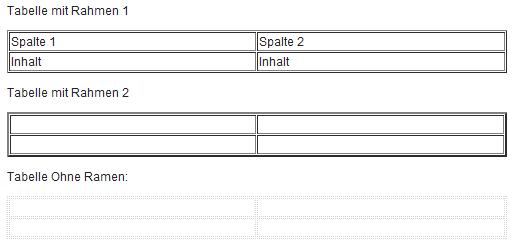 Tabelle mit Rahmen 1
Spalte 1 Spalte 2
Inhalt Inhalt
Tabelle mit Rahmen 2
Tabelle Ohne Ramen: